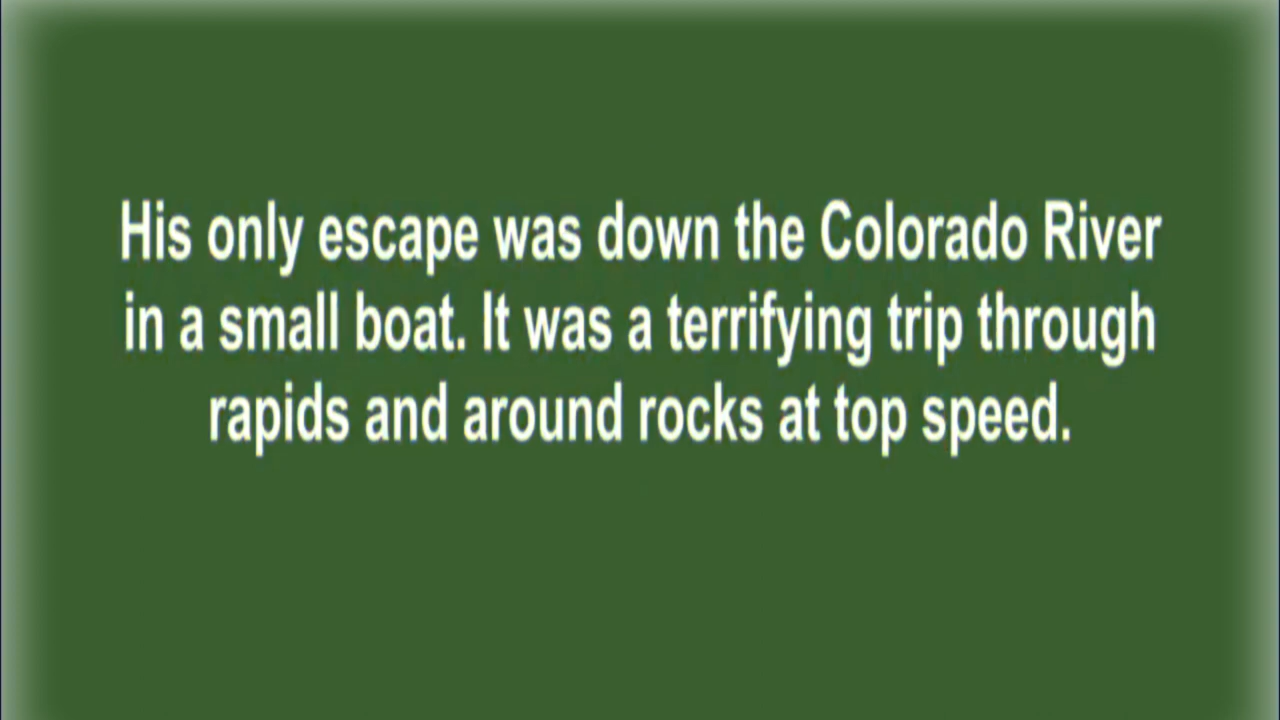 His only escape was down the Colorado River
in a small boat. It was a terrifying trip through
rapids and around rocks at top speed.